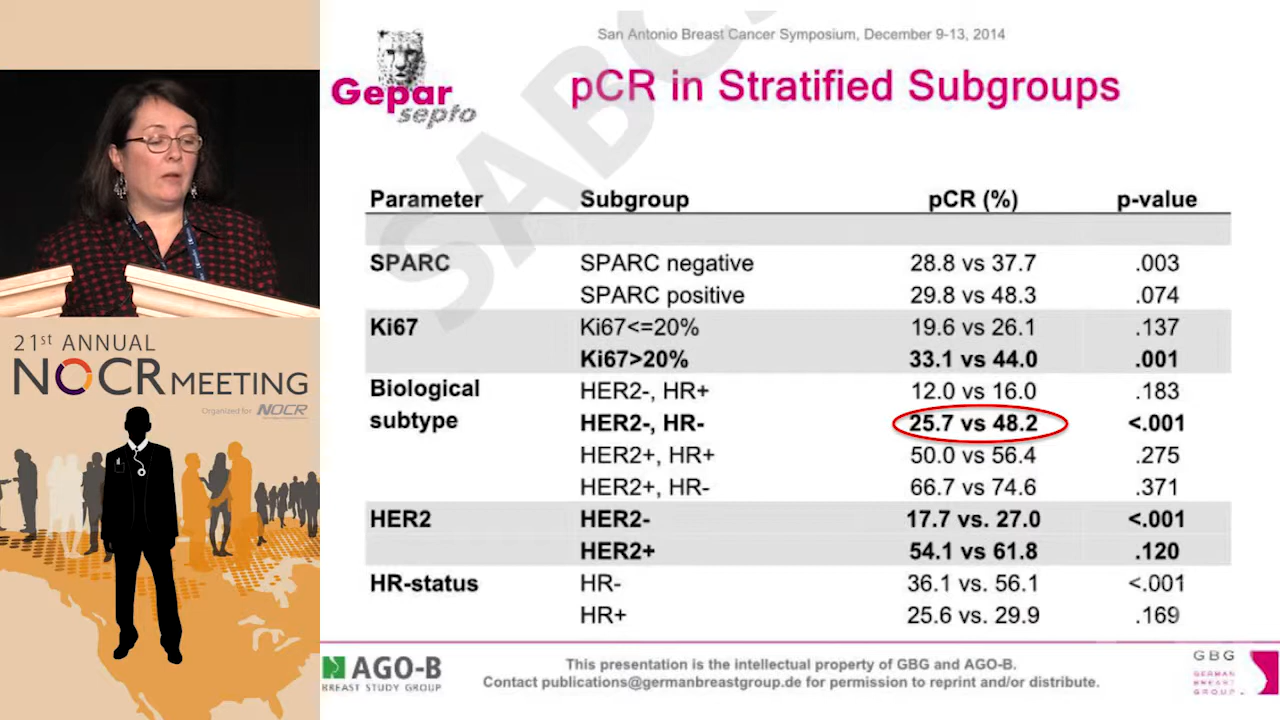 San Antonio Breast Cancer Symposium, December 9-13, 2014
Gepar
septo
pCR in Stratified Subgroups
SABC
Parameter Subgroup pCR (%) p-value
SPARC SPARC negative 28.8 vs 37.7 .003
SPARC positive 29.8 vs 48.3 .074
Ki67 Ki67<=20% 19.6 vs 26.1 .137
Ki67>20% 33.1 vs 44.0 .001
Biological HER2-, HR+ 12.0 vs 16.0 .183
subtype HER2-, HR- 25.7 vs 48.2 <.001
HER2+, HR+ 50.0 vs 56.4 .275
HER2+, HR- 66.7 vs 74.6 .371
HER2 HER2- 17.7 vs. 27.0 <.001
HER2+ 54.1 vs 61.8 .120
HR-status HR- 36.1 vs. 56.1 <.001
HR+ 25.6 vs. 29.9 .169
21st ANNUAL
NOCR MEETING
Organized for NOCR
AGO-B
BREAST STUDY GROUP
This presentation is the intellectual property of GBG and AGO-B.
Contact publications@germanbreastgroup.de for permission to reprint and/or distribute.
GBG
GERMAN
BREAST
GROUP